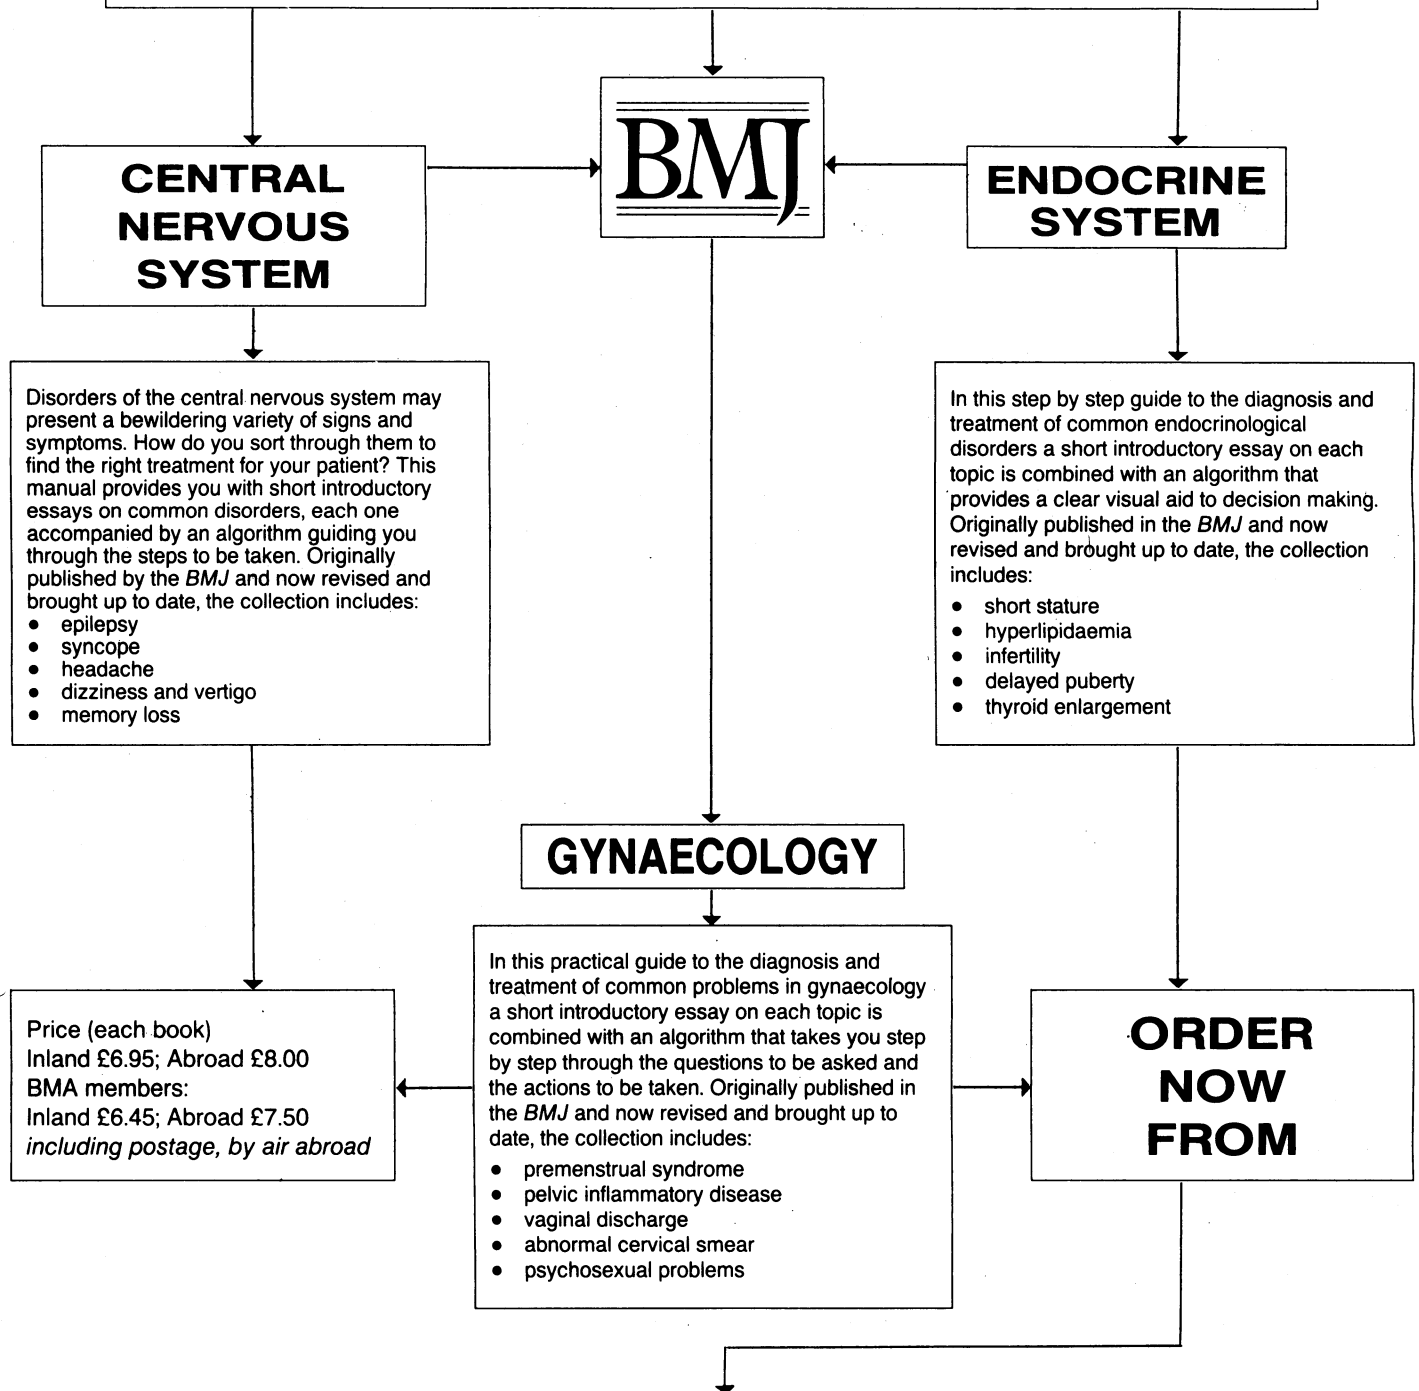 BMJ
CENTRAL
NERVOUS
SYSTEM
ENDOCRINE
SYSTEM
Disorders of the central nervous system may
present a bewildering variety of signs and
symptoms. How do you sort through them to
find the right treatment for your patient? This
manual provides you with short introductory
essays on common disorders, each one
accompanied by an algorithm guiding you
through the steps to be taken. Originally
published by the BMJ and now revised and
brought up to date, the collection includes:
• epilepsy
• syncope
• headache
• dizziness and vertigo
• memory loss
In this step by step guide to the diagnosis and
treatment of common endocrinological
disorders a short introductory essay on each
topic is combined with an algorithm that
provides a clear visual aid to decision making.
Originally published in the BMJ and now
revised and brought up to date, the collection
includes:
• short stature
• hyperlipidaemia
• infertility
• delayed puberty
• thyroid enlargement
GYNAECOLOGY
In this practical guide to the diagnosis and
treatment of common problems in gynaecology
a short introductory essay on each topic is
combined with an algorithm that takes you step
by step through the questions to be asked and
the actions to be taken. Originally published in
the BMJ and now revised and brought up to
date, the collection includes:
• premenstrual syndrome
• pelvic inflammatory disease
• vaginal discharge
• abnormal cervical smear
• psychosexual problems
Price (each book)
Inland £6.95; Abroad £8.00
BMA members:
Inland £6.45; Abroad £7.50
including postage, by air abroad
ORDER
NOW
FROM